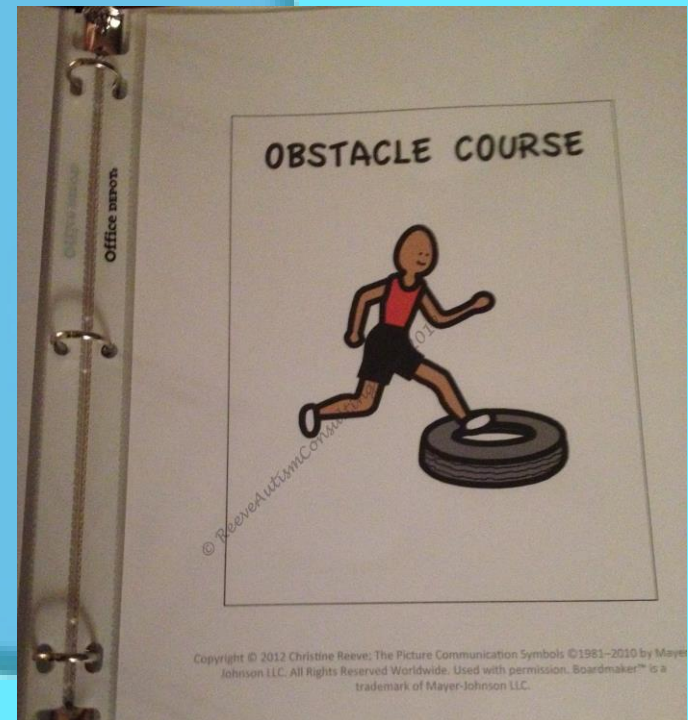 Office DEPOT.
OBSTACLE COURSE
© ReeveAutismConsulting
Copyright © 2012 Christine Reeve; The Picture Communication Symbols ©1981–2010 by Mayer
Johnson LLC. All Rights Reserved Worldwide. Used with permission. Boardmaker™ is a
trademark of Mayer-Johnson LLC.